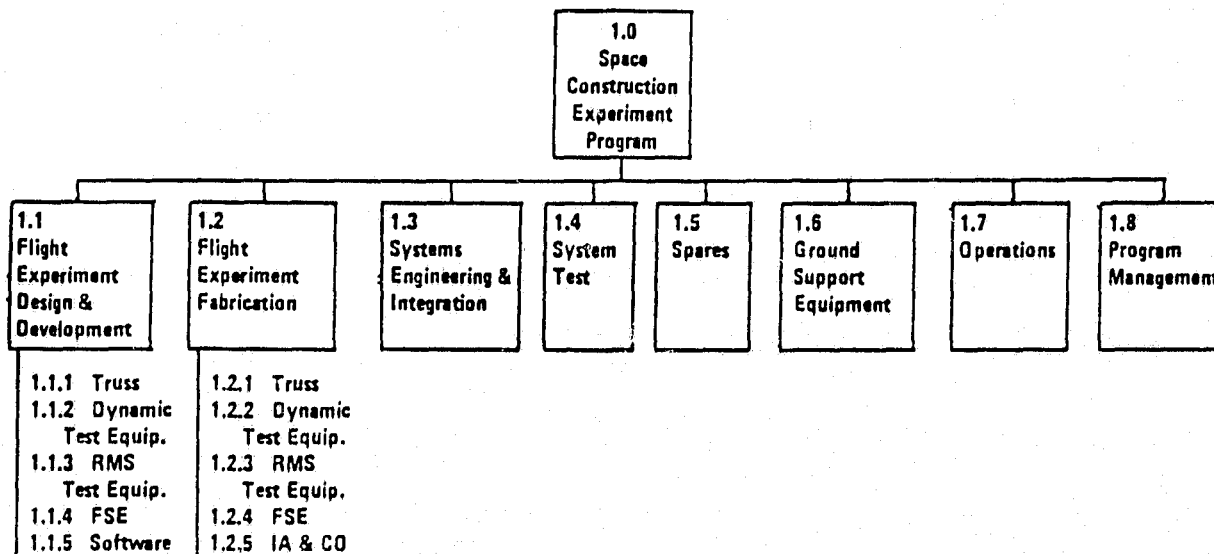 1.0
Space
Construction
Experiment
Program
1.1
Flight
Experiment
Design &
Development
1.2
Flight
Experiment
Fabrication
1.3
Systems
Engineering &
Integration
1.4
System
Test
1.5
Spares
1.6
Ground
Support
Equipment
1.7
Operations
1.8
Program
Management
1.1.1 Truss
1.1.2 Dynamic
Test Equip.
1.1.3 RMS
Test Equip.
1.1.4 FSE
1.1.5 Software
1.2.1 Truss
1.2.2 Dynamic
Test Equip.
1.2.3 RMS
Test Equip.
1.2.4 FSE
1.2.5 IA & CO